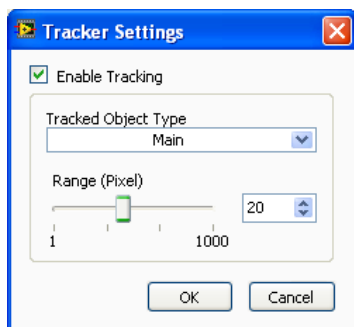 Tracker Settings
Enable Tracking
Tracked Object Type
Main
Range (Pixel)
20
1 1000
OK Cancel